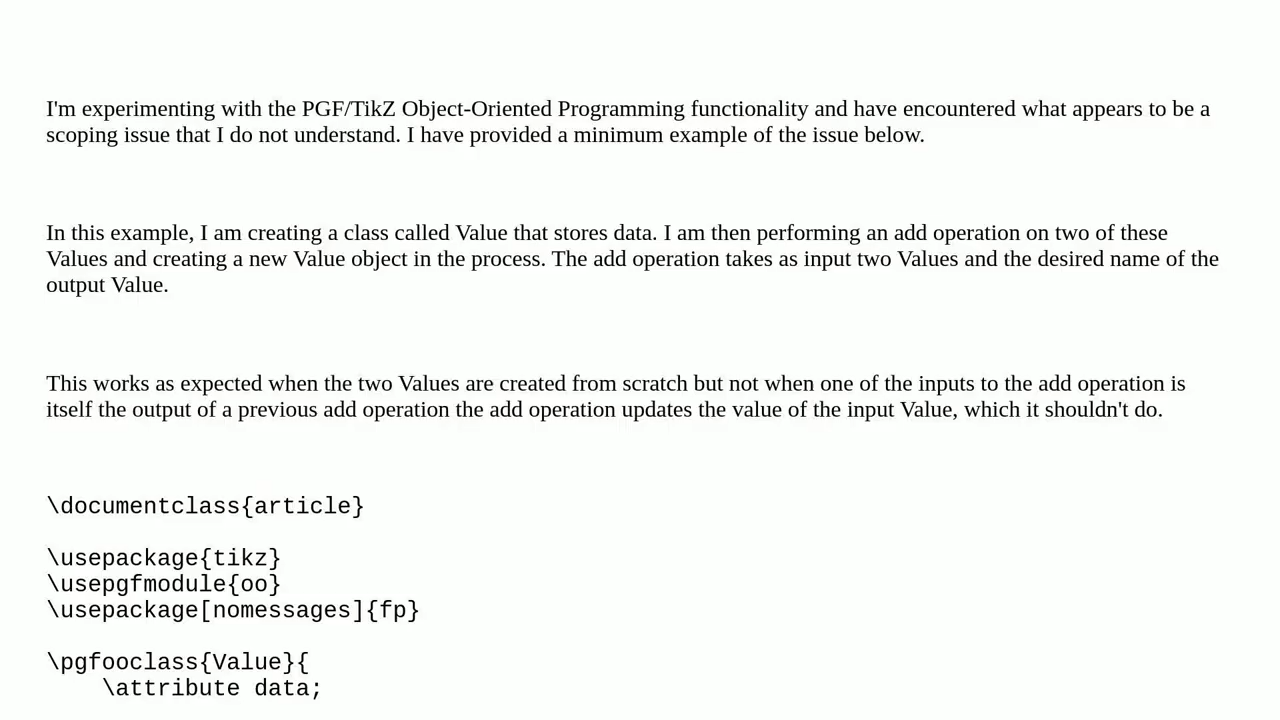 I'm experimenting with the PGF/TikZ Object-Oriented Programming functionality and have encountered what appears to be a
scoping issue that I do not understand. I have provided a minimum example of the issue below.
In this example, I am creating a class called Value that stores data. I am then performing an add operation on two of these
Values and creating a new Value object in the process. The add operation takes as input two Values and the desired name of the
output Value.
This works as expected when the two Values are created from scratch but not when one of the inputs to the add operation is
itself the output of a previous add operation the add operation updates the value of the input Value, which it shouldn't do.
\documentclass{article}
\usepackage{tikz}
\usepgfmodule{oo}
\usepackage[nomessages]{fp}
\pgfooclass{Value}{
    \attribute data;